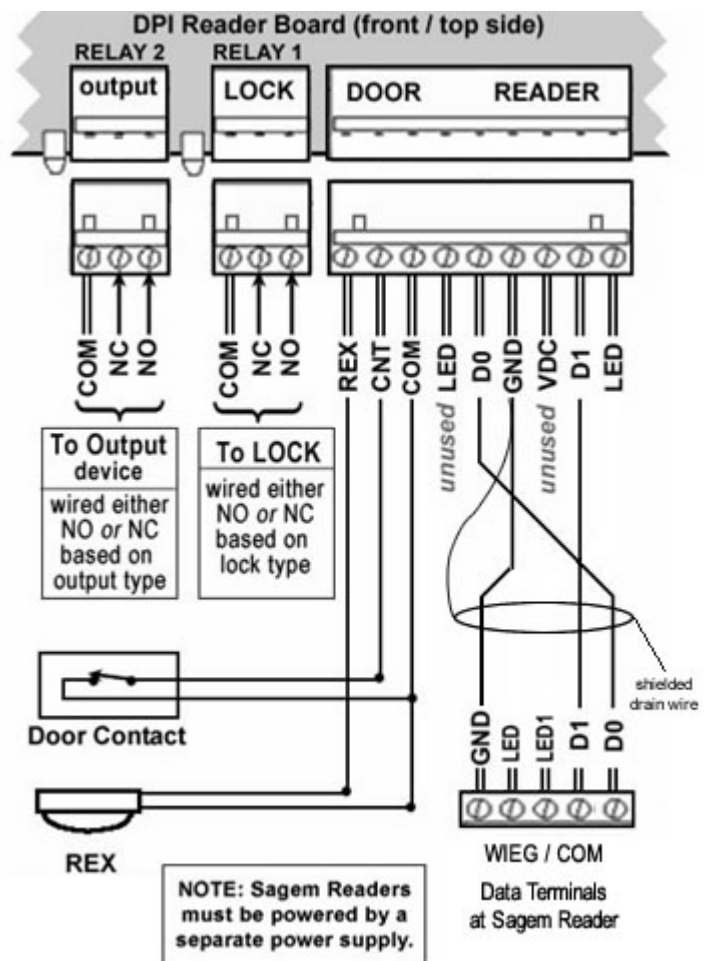 DPI Reader Board (front / top side)
RELAY 2
RELAY 1
output
LOCK
DOOR
READER
COM
NC
NO
COM
NC
NO
REX
CNT
COM
LED
D0
GND
VDC
D1
LED
unused
unused
To Output
device
wired either
NO or NC
based on
output type
To LOCK
wired either
NO or NC
based on
lock type
shielded
drain wire
Door Contact
REX
GND
LED
LED1
D1
D0
WIEG / COM
Data Terminals
at Sagem Reader
NOTE: Sagem Readers
must be powered by a
separate power supply.